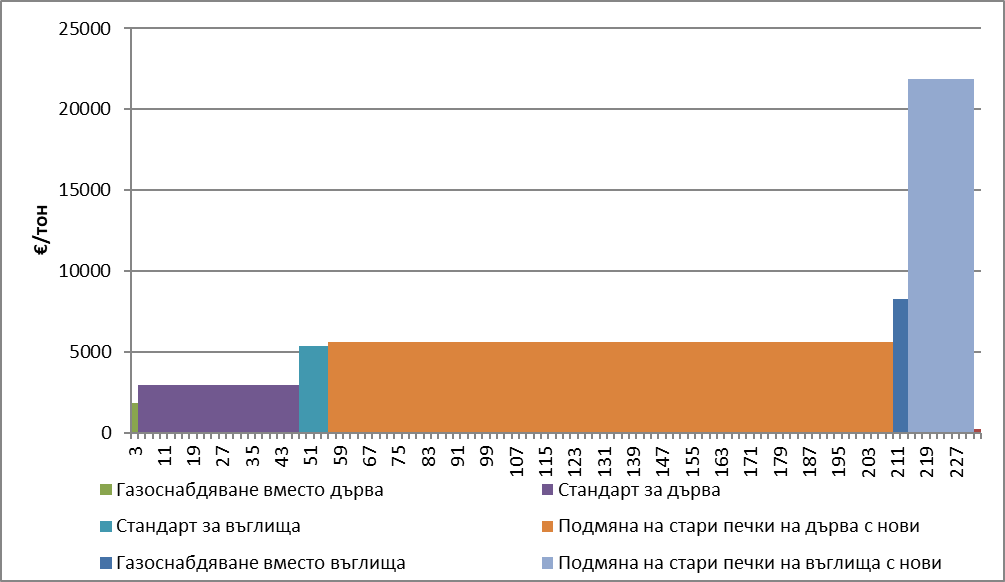 25000
20000
15000
10000
5000
0
€/тон
3 11 19 27 35 43 51 59 67 75 83 91 99 107 115 123 131 139 147 155 163 171 179 187 195 203 211 219 227
Газоснабдяване вместо дърва
Стандарт за дърва
Стандарт за въглища
Подмяна на стари печки на дърва с нови
Газоснабдяване вместо въглища
Подмяна на стари печки на въглища с нови